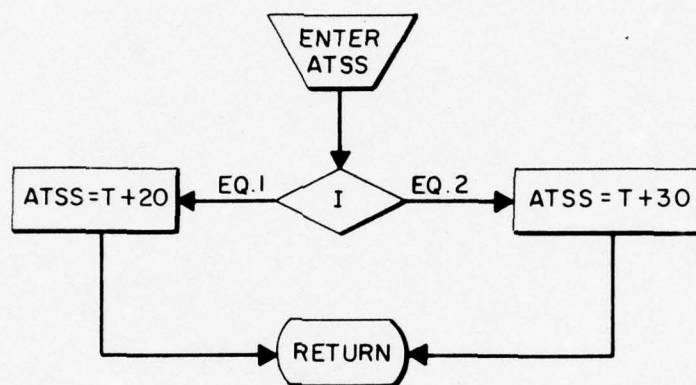 ENTER
ATSS
EQ.1
I
EQ.2
ATSS=T+20
ATSS=T+30
RETURN